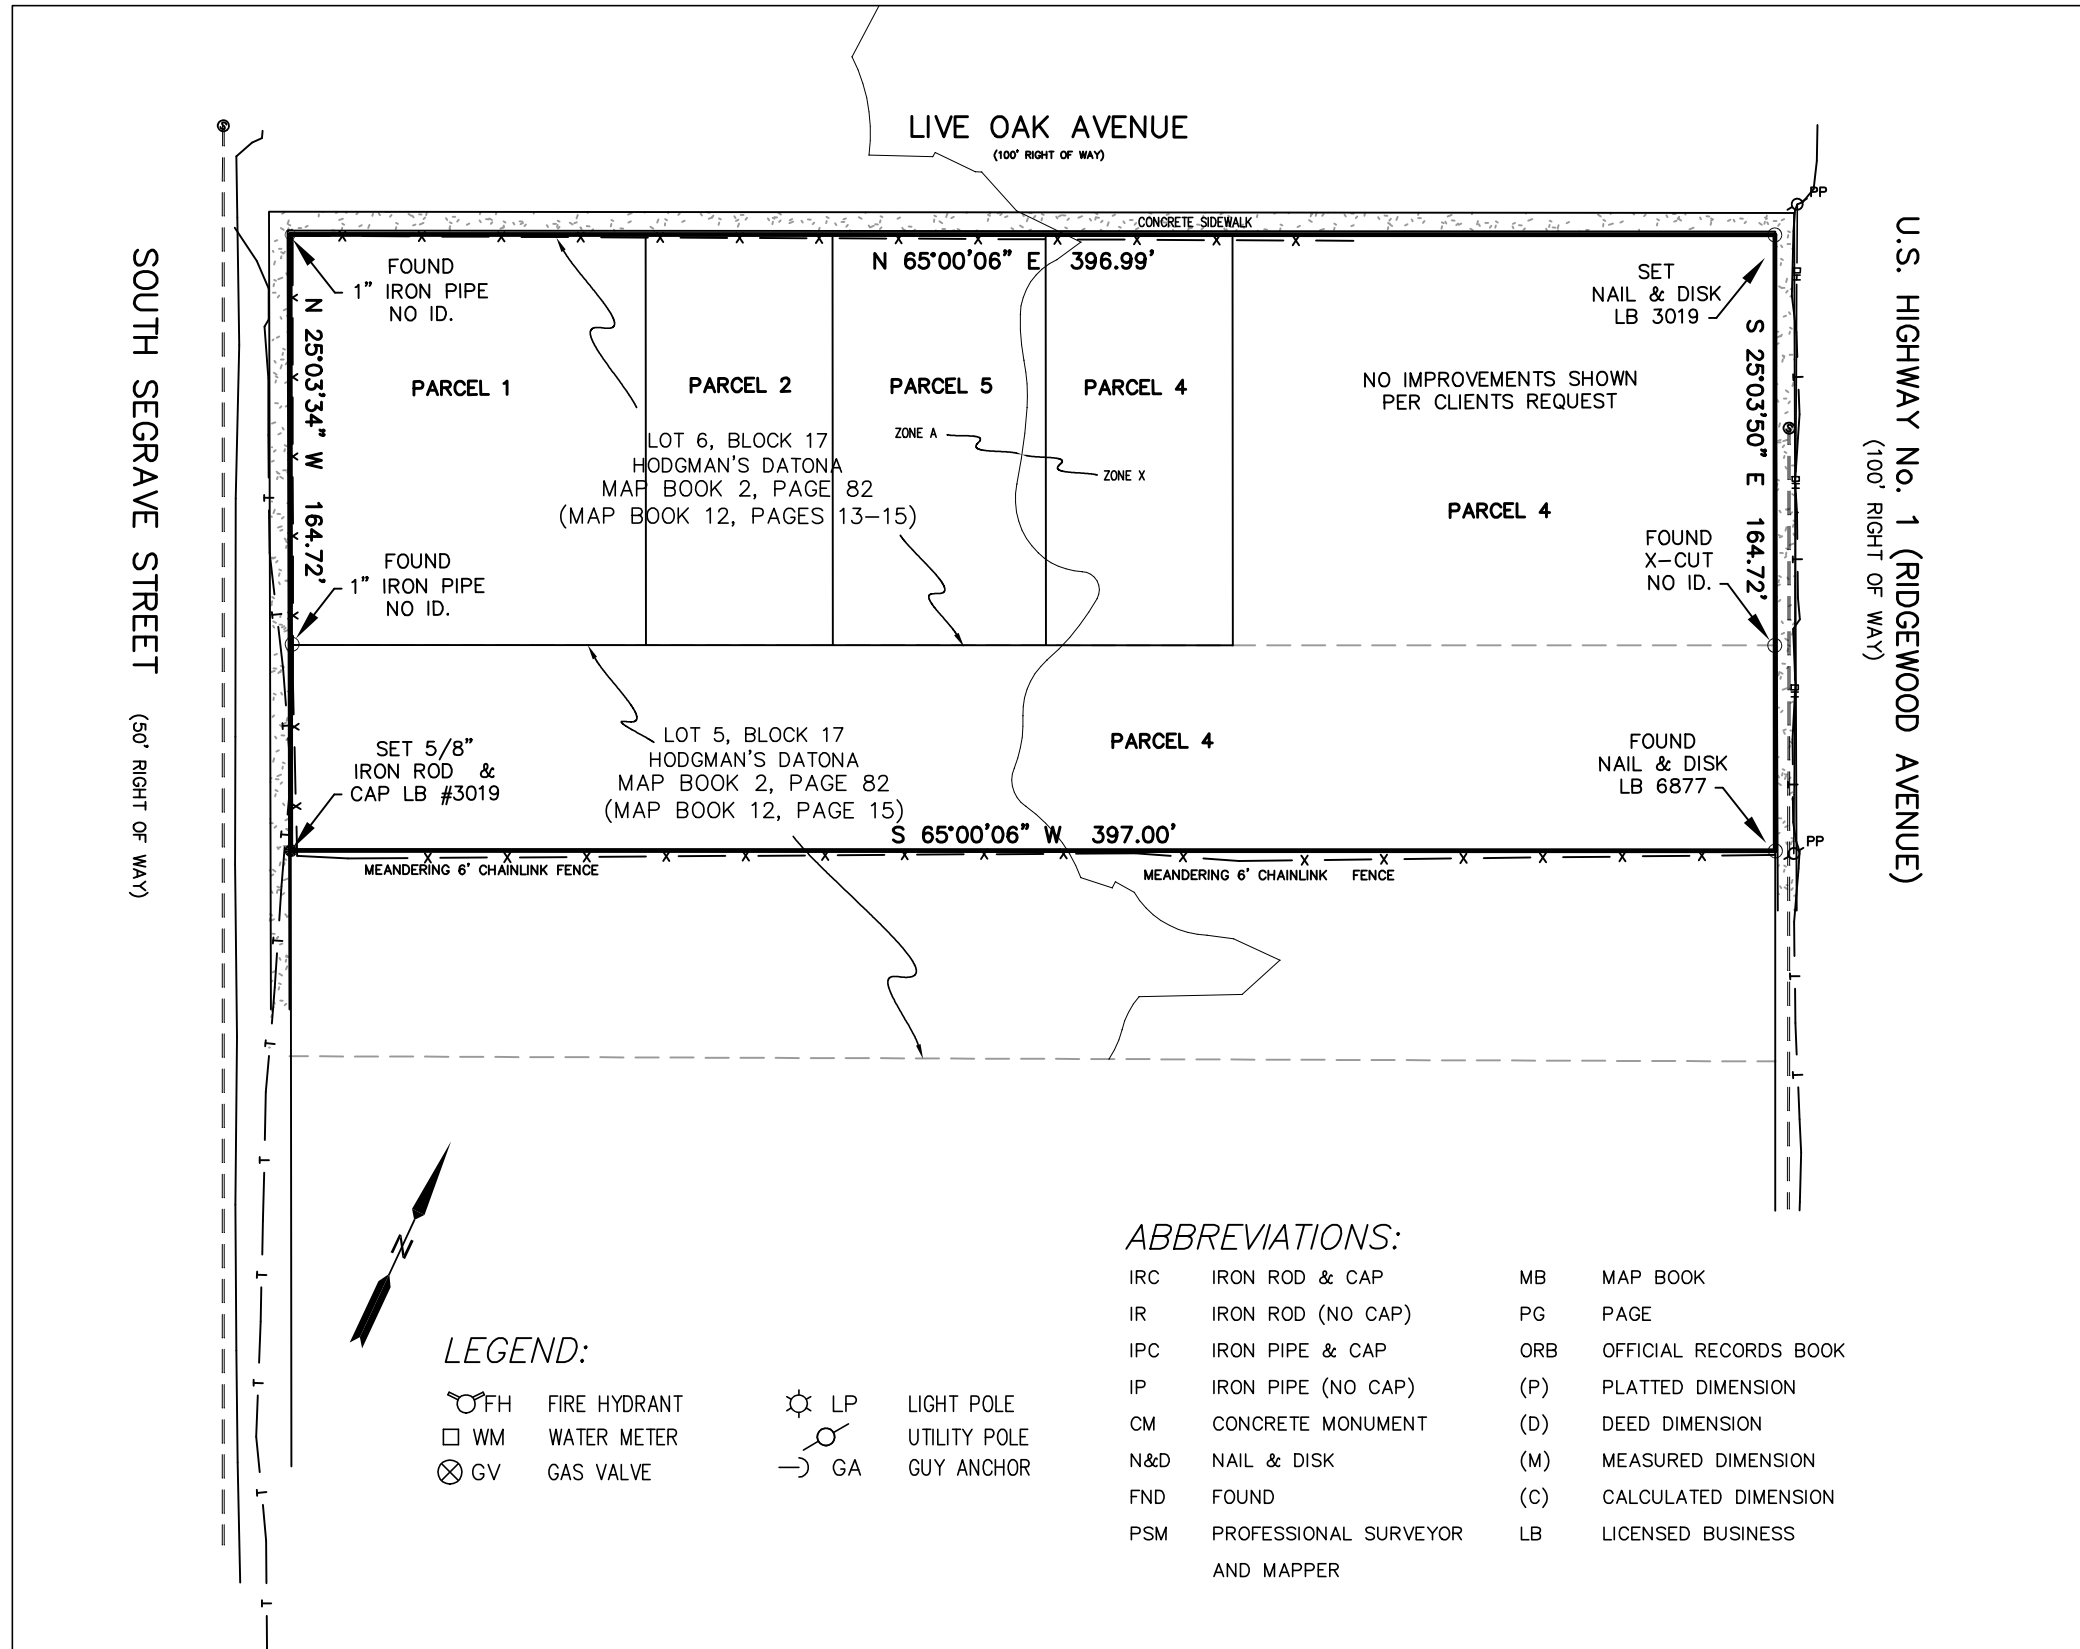 LIVE OAK AVENUE
(100' RIGHT OF WAY)
PP
CONCRETE SIDEWALK
N 65°00'06" E 396.99'
SOUTH SEGRAVE STREET (50' RIGHT OF WAY)
U.S. HIGHWAY No. 1 (RIDGEWOOD AVENUE)
(100' RIGHT OF WAY)
FOUND
1" IRON PIPE
NO ID.
N 25°03'34" W 164.72'
SET
NAIL & DISK
LB 3019
S 25°03'50" E 164.72'
PARCEL 1
PARCEL 2
PARCEL 5
PARCEL 4
NO IMPROVEMENTS SHOWN
PER CLIENTS REQUEST
ZONE A
ZONE X
LOT 6, BLOCK 17
HODGMAN'S DATONA
MAP BOOK 2, PAGE 82
(MAP BOOK 12, PAGES 13-15)
PARCEL 4
FOUND
1" IRON PIPE
NO ID.
FOUND
X-CUT
NO ID.
SET 5/8"
IRON ROD &
CAP LB #3019
LOT 5, BLOCK 17
HODGMAN'S DATONA
MAP BOOK 2, PAGE 82
(MAP BOOK 12, PAGE 15)
PARCEL 4
FOUND
NAIL & DISK
LB 6877
S 65°00'06" W 397.00'
PP
MEANDERING 6' CHAINLINK FENCE
MEANDERING 6' CHAINLINK FENCE
N
LEGEND:
FH FIRE HYDRANT
WM WATER METER
GV GAS VALVE
LP LIGHT POLE
UTILITY POLE
GA GUY ANCHOR
ABBREVIATIONS:
IRC IRON ROD & CAP
IR IRON ROD (NO CAP)
IPC IRON PIPE & CAP
IP IRON PIPE (NO CAP)
CM CONCRETE MONUMENT
N&D NAIL & DISK
FND FOUND
PSM PROFESSIONAL SURVEYOR
AND MAPPER
MB MAP BOOK
PG PAGE
ORB OFFICIAL RECORDS BOOK
(P) PLATTED DIMENSION
(D) DEED DIMENSION
(M) MEASURED DIMENSION
(C) CALCULATED DIMENSION
LB LICENSED BUSINESS